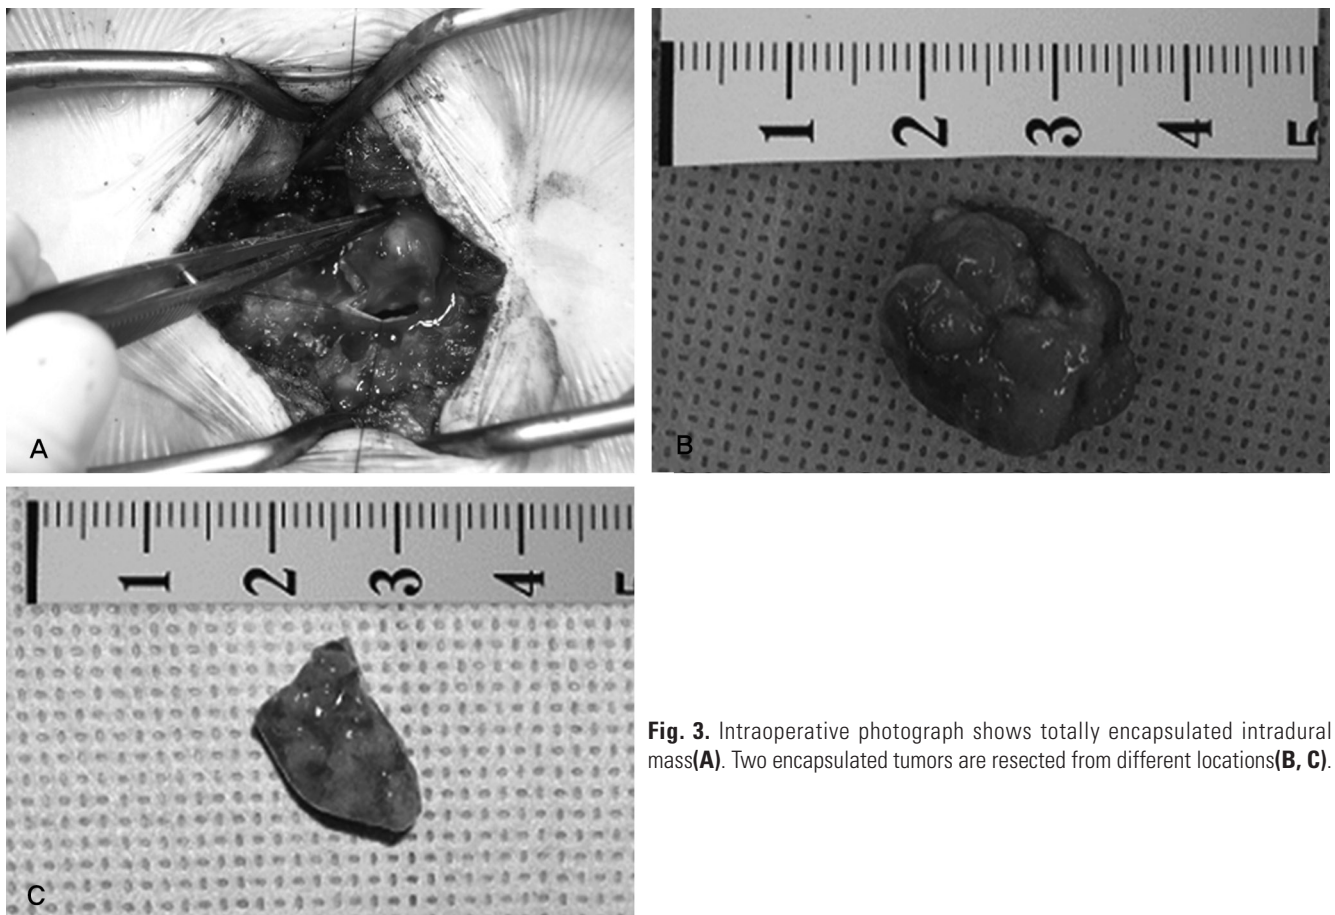 A
1 2 3 4 5
B
1 2 3 4
C
Fig. 3. Intraoperative photograph shows totally encapsulated intradural
mass(A). Two encapsulated tumors are resected from different locations(B, C).